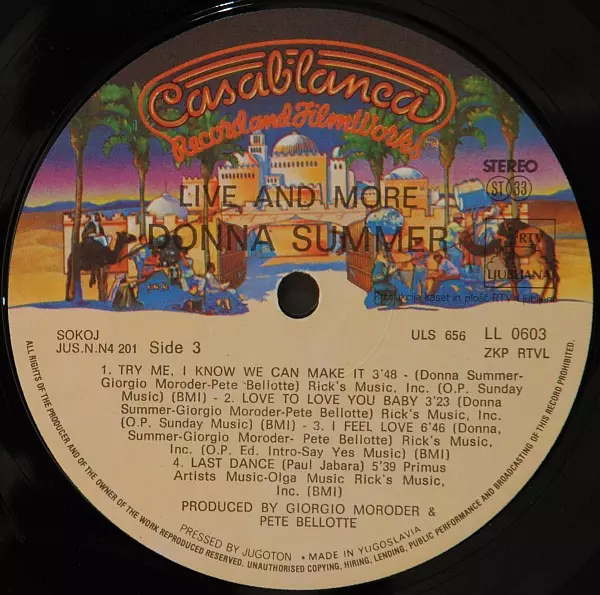 Casablanca
Record and FilmWorks
STEREO
ST 33
LIVE AND MORE
DONNA SUMMER
RTV
LJUBLJANA
Produkcija kaset in plošč RTV Ljubljana
SOKOJ
JUS.N.N4 201 Side 3
ULS 656 LL 0603
ZKP RTVL
1. TRY ME, I KNOW WE CAN MAKE IT 3'48 - (Donna Summer-
Giorgio Moroder-Pete Bellotte) Rick's Music, Inc. (O.P. Sunday
Music) (BMI) - 2. LOVE TO LOVE YOU BABY 3'23 (Donna
Summer-Giorgio Moroder-Pete Bellotte) Rick's Music, Inc.
(O.P. Sunday Music) (BMI) - 3. I FEEL LOVE 6'46 (Donna,
Summer-Giorgio Moroder- Pete Bellotte) Rick's Music,
Inc. (O.P. Ed. Intro-Say Yes Music) (BMI)
4. LAST DANCE (Paul Jabara) 5'39 Primus
Artists Music-Olga Music Rick's Music,
Inc. (BMI)
PRODUCED BY GIORGIO MORODER &
PETE BELLOTTE
PRESSED BY JUGOTON • MADE IN YUGOSLAVIA
ALL RIGHTS OF THE PRODUCER AND OF THE OWNER OF THE WORK REPRODUCED RESERVED. UNAUTHORISED COPYING, HIRING, LENDING, PUBLIC PERFORMANCE AND BROADCASTING OF THIS RECORD PROHIBITED.